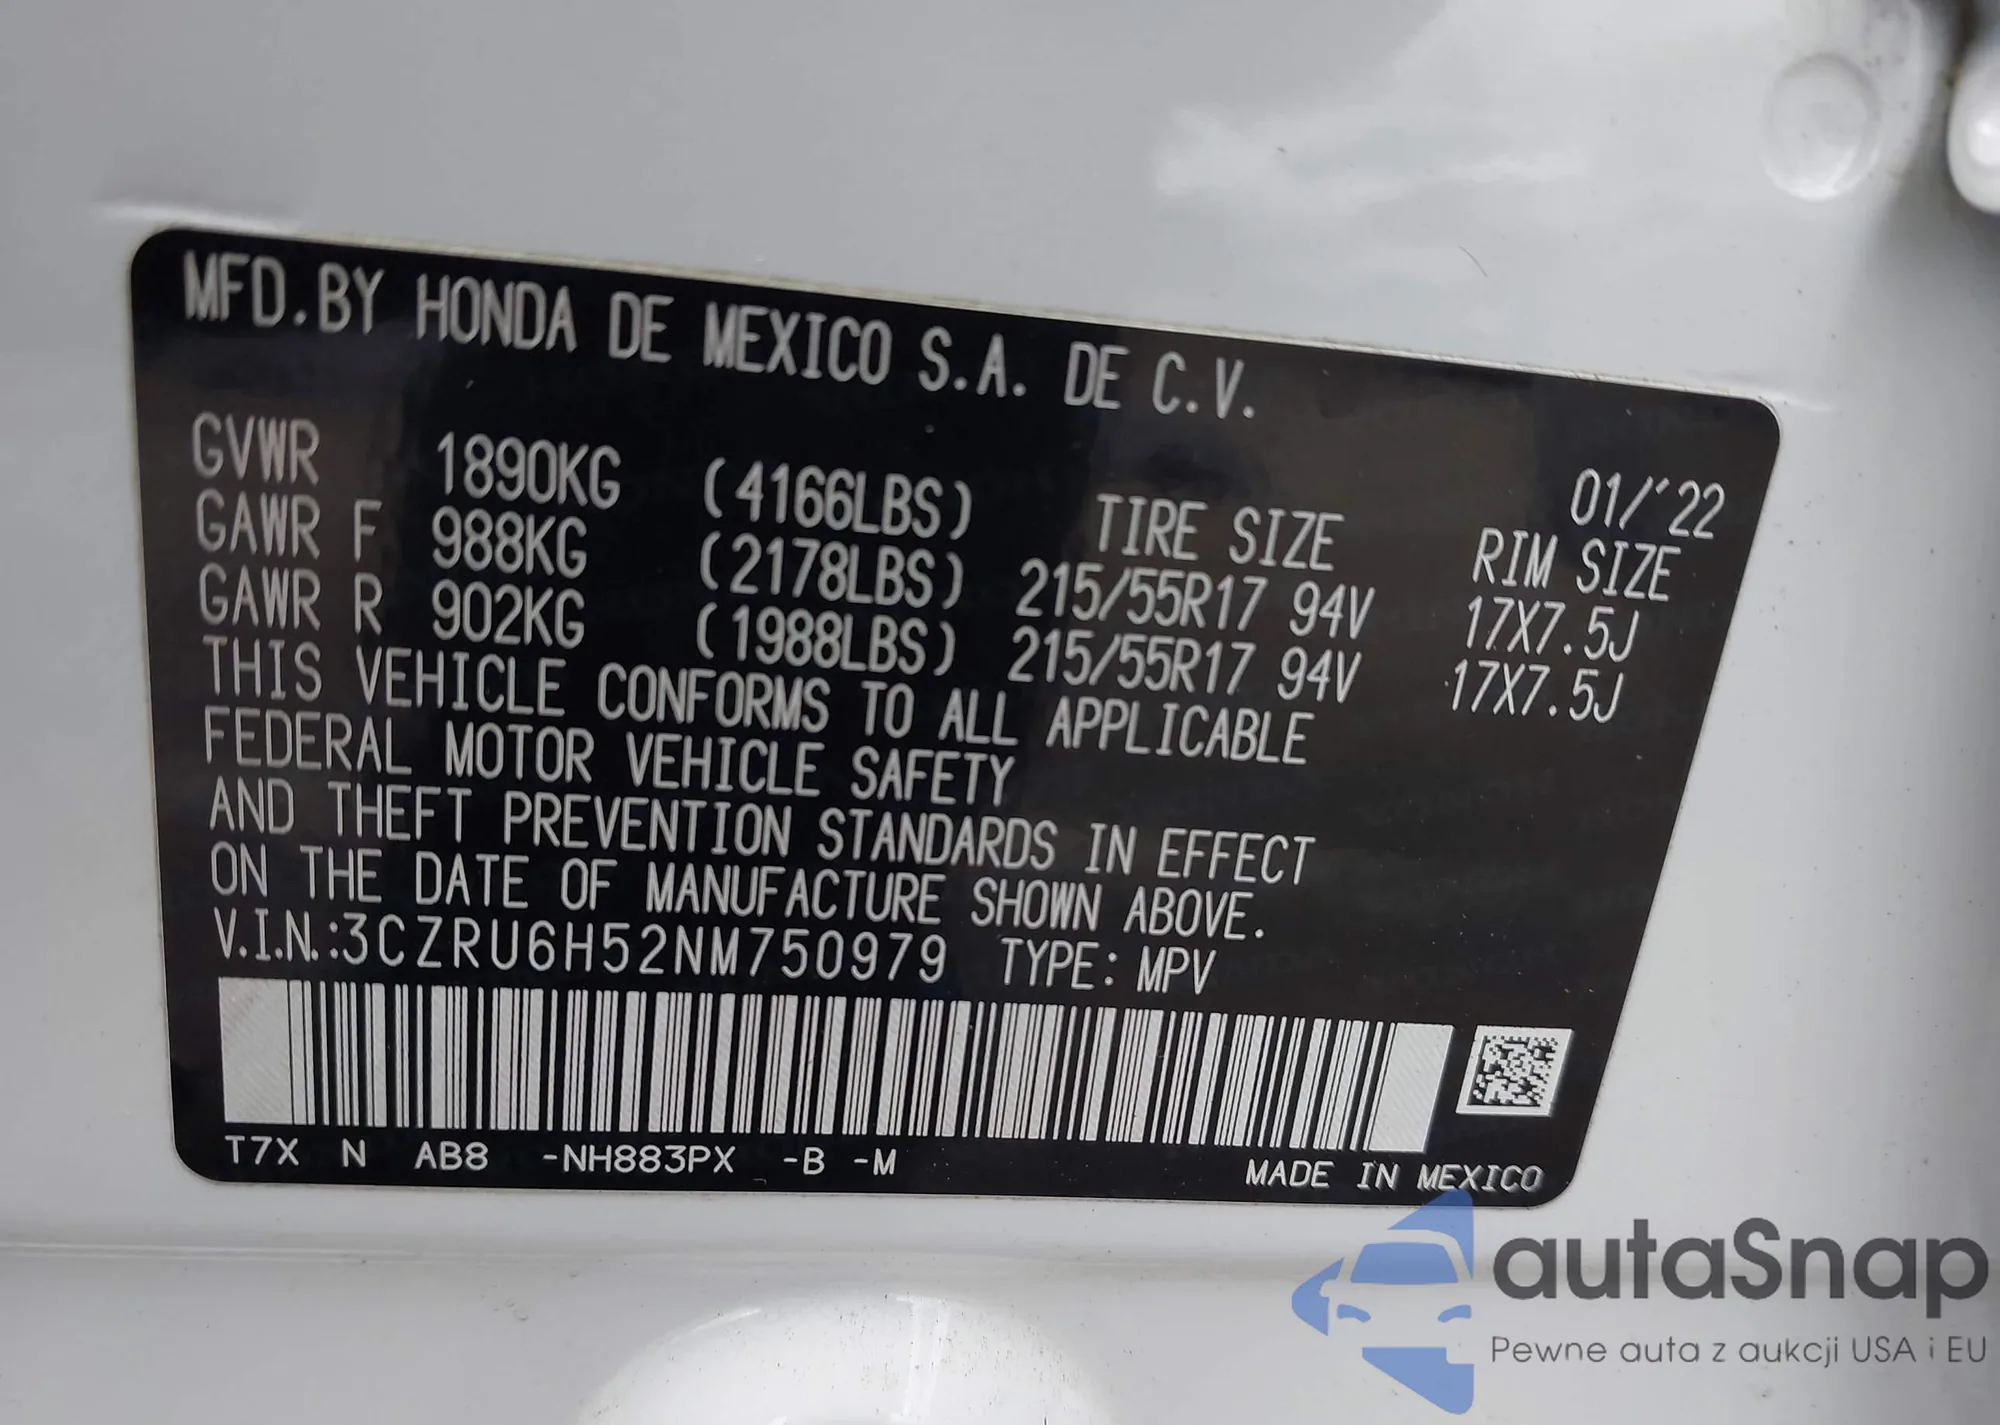 MFD.BY HONDA DE MEXICO S.A. DE C.V.
01/'22
GVWR 1890KG (4166LBS) TIRE SIZE RIM SIZE
GAWR F 988KG (2178LBS) 215/55R17 94V 17X7.5J
GAWR R 902KG (1988LBS) 215/55R17 94V 17X7.5J
THIS VEHICLE CONFORMS TO ALL APPLICABLE
FEDERAL MOTOR VEHICLE SAFETY
AND THEFT PREVENTION STANDARDS IN EFFECT
ON THE DATE OF MANUFACTURE SHOWN ABOVE.
V.I.N.:3CZRU6H52NM750979 TYPE: MPV
T7X N AB8 -NH883PX -B -M MADE IN MEXICO
autaSnap
Pewne auta z aukcji USA i EU